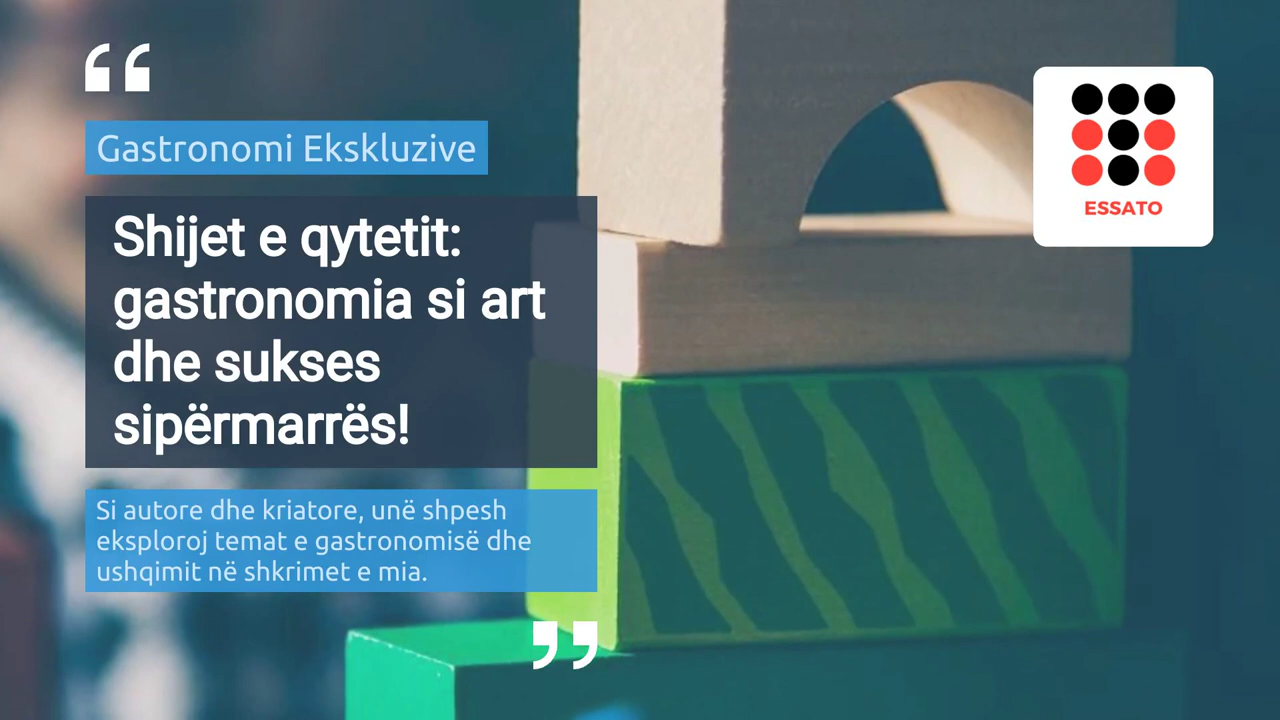 Gastronomi Ekskluzive
Shijet e qytetit:
gastronomia si art
dhe sukses
sipërmarrës!
Si autore dhe kriatore, unë shpesh
eksploroj temat e gastronomisë dhe
ushqimit në shkrimet e mia.
ESSATO